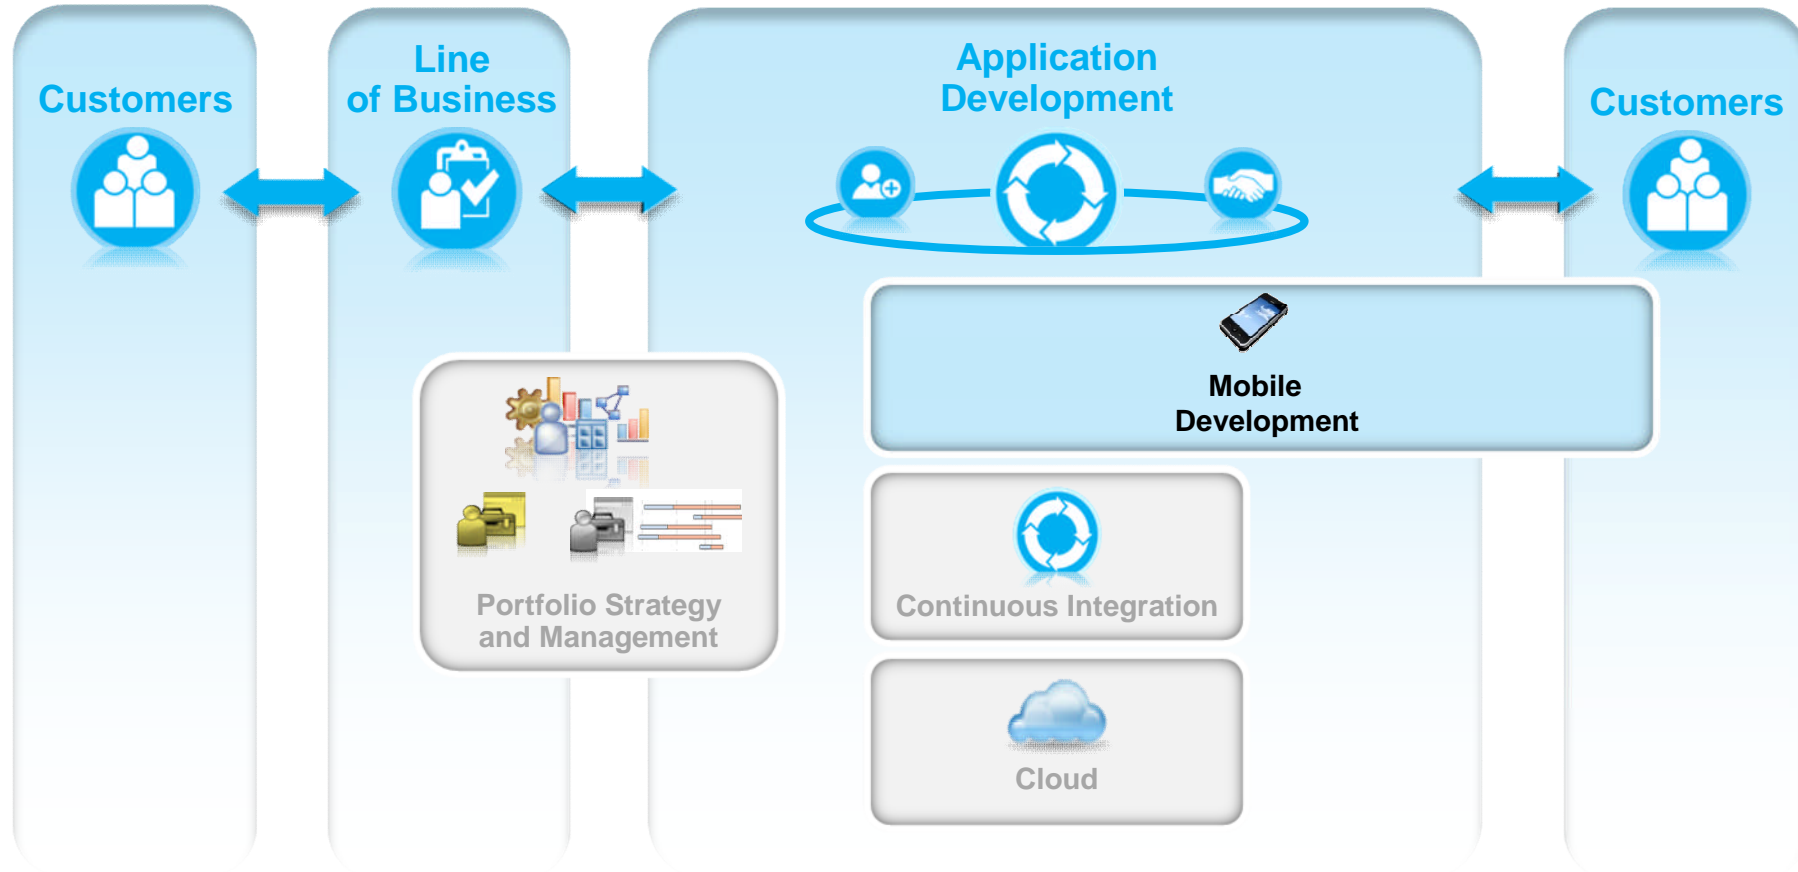 Customers
Line
of Business
Application
Development
Customers
Mobile
Development
Portfolio Strategy
and Management
Continuous Integration
Cloud